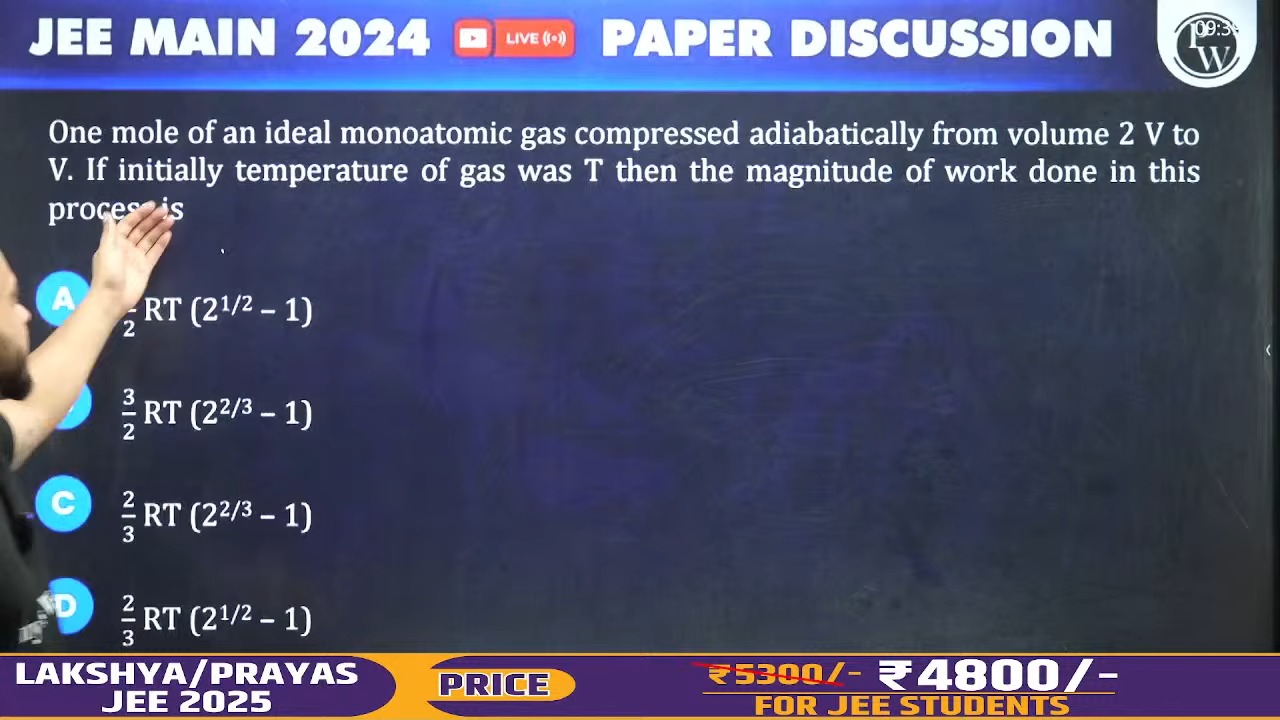 JEE MAIN 2024 LIVE PAPER DISCUSSION
PW
One mole of an ideal monoatomic gas compressed adiabatically from volume 2 V to
V. If initially temperature of gas was T then the magnitude of work done in this
process is
A
2 RT (2^{1/2} – 1)
3/2 RT (2^{2/3} – 1)
C
2/3 RT (2^{2/3} – 1)
D
2/3 RT (2^{1/2} – 1)
LAKSHYA/PRAYAS
JEE 2025
PRICE
₹5300/- ₹4800/-
FOR JEE STUDENTS